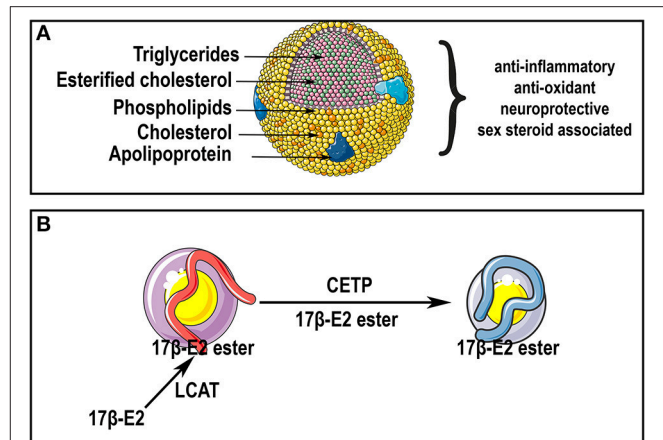 A
Triglycerides
Esterified cholesterol
Phospholipids
Cholesterol
Apolipoprotein
anti-inflammatory
anti-oxidant
neuroprotective
sex steroid associated
B
CETP
17β-E2 ester
17β-E2 ester
17β-E2 ester
LCAT
17β-E2